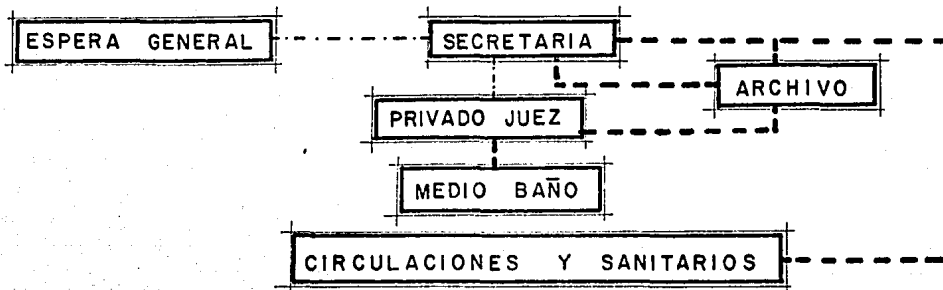 ESPERA GENERAL
SECRETARIA
ARCHIVO
PRIVADO JUEZ
MEDIO BAÑO
CIRCULACIONES Y SANITARIOS